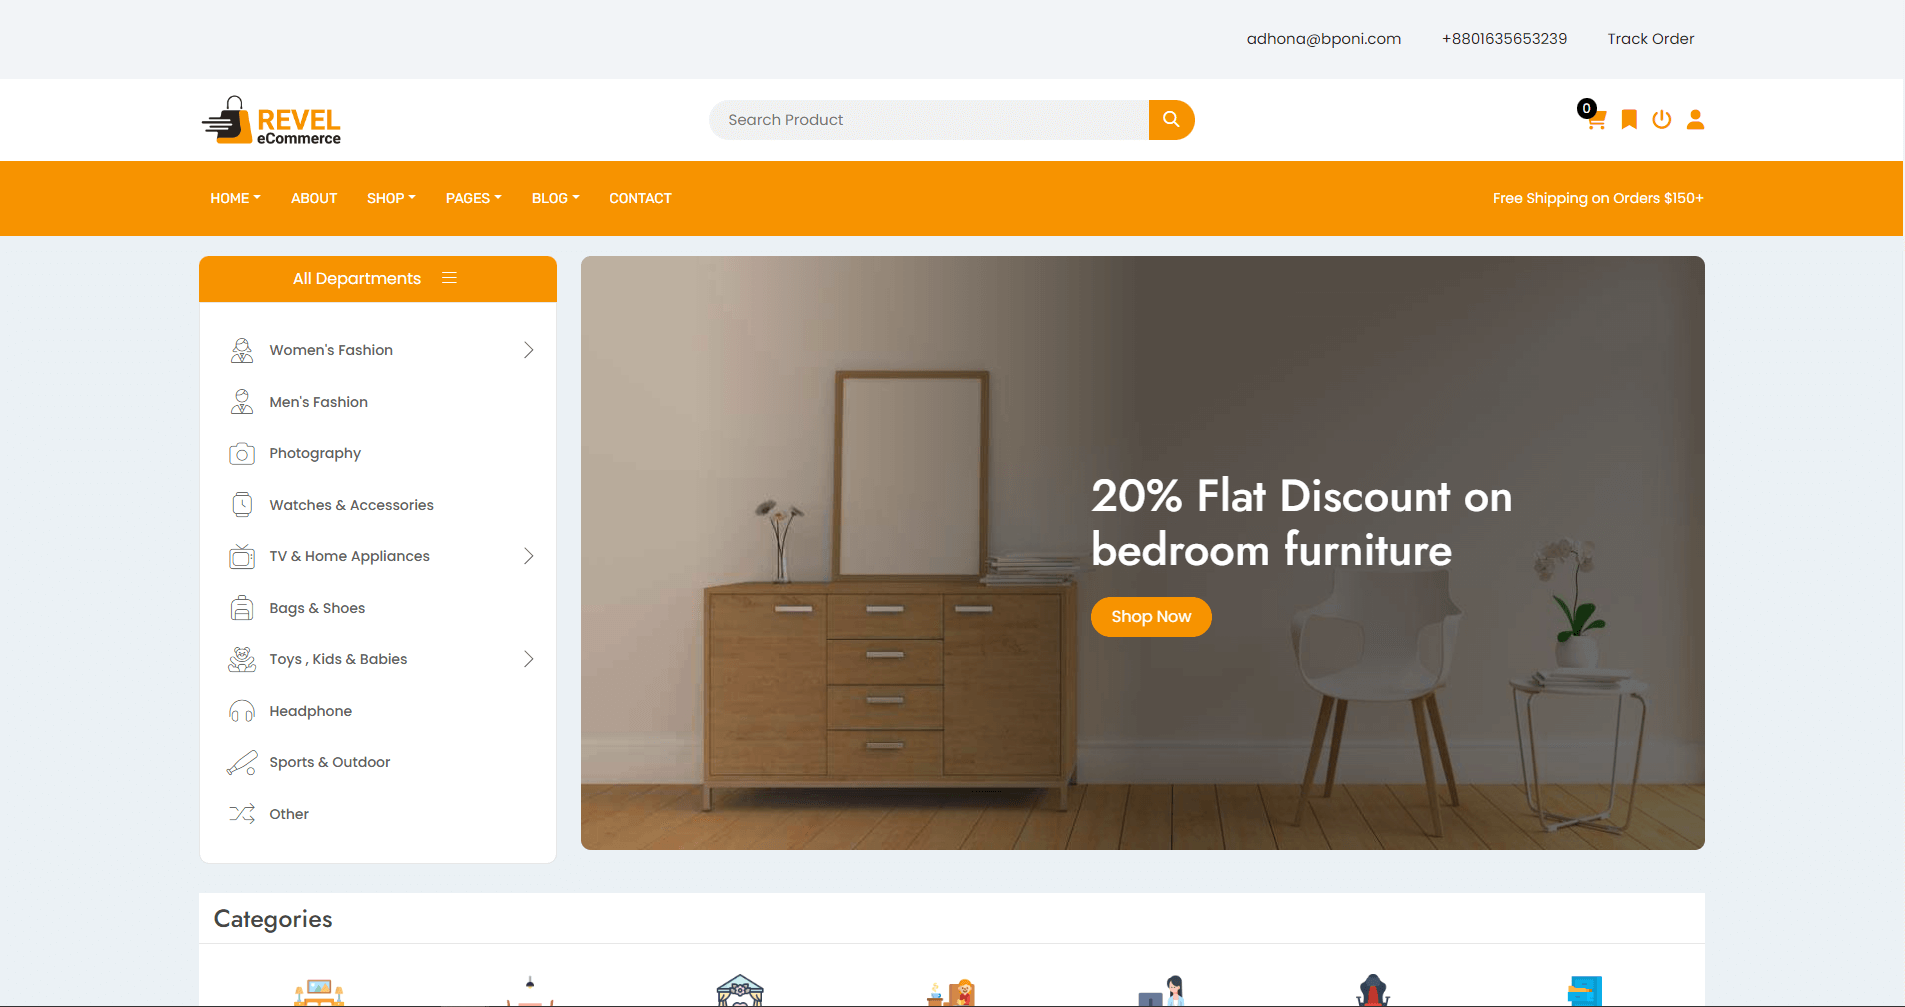 adhona@bponi.com
+8801635653239
Track Order
REVEL
eCommerce
Search Product
0
HOME
ABOUT
SHOP
PAGES
BLOG
CONTACT
Free Shipping on Orders $150+
All Departments
Women's Fashion
Men's Fashion
Photography
Watches & Accessories
TV & Home Appliances
Bags & Shoes
Toys , Kids & Babies
Headphone
Sports & Outdoor
Other
20% Flat Discount on
bedroom furniture
Shop Now
Categories